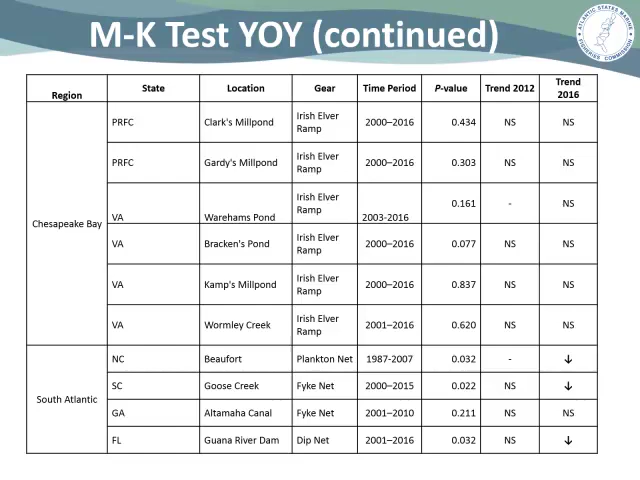 M-K Test YOY (continued)
ATLANTIC STATES MARINE
FISHERIES COMMISSION
Region State Location Gear Time Period P-value Trend 2012 Trend 2016
Chesapeake Bay
PRFC Clark's Millpond Irish Elver Ramp 2000–2016 0.434 NS NS
PRFC Gardy's Millpond Irish Elver Ramp 2000–2016 0.303 NS NS
VA Warehams Pond Irish Elver Ramp 2003-2016 0.161 - NS
VA Bracken's Pond Irish Elver Ramp 2000–2016 0.077 NS NS
VA Kamp's Millpond Irish Elver Ramp 2000–2016 0.837 NS NS
VA Wormley Creek Irish Elver Ramp 2001–2016 0.620 NS NS
South Atlantic
NC Beaufort Plankton Net 1987-2007 0.032 - ↓
SC Goose Creek Fyke Net 2000–2015 0.022 NS ↓
GA Altamaha Canal Fyke Net 2001–2010 0.211 NS NS
FL Guana River Dam Dip Net 2001–2016 0.032 NS ↓